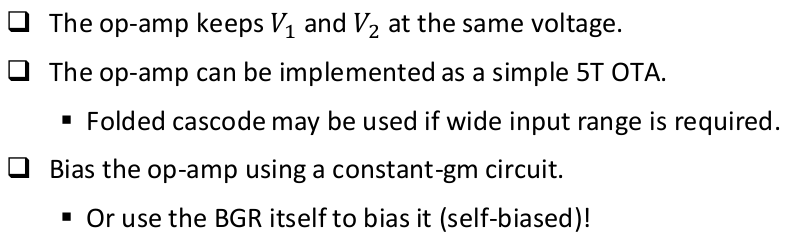 ❑ The op-amp keeps V₁ and V₂ at the same voltage.
❑ The op-amp can be implemented as a simple 5T OTA.
▪ Folded cascode may be used if wide input range is required.
❑ Bias the op-amp using a constant-gm circuit.
▪ Or use the BGR itself to bias it (self-biased)!